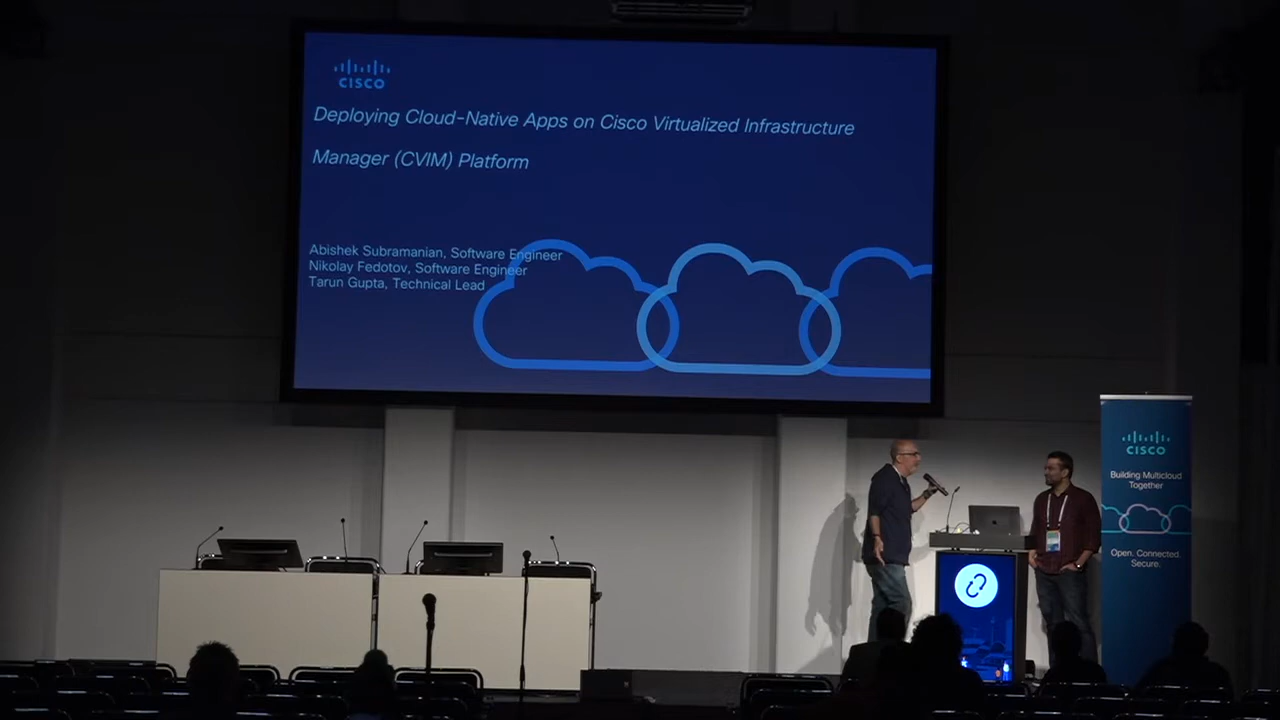 CISCO
Deploying Cloud-Native Apps on Cisco Virtualized Infrastructure
Manager (CVIM) Platform
Abishek Subramanian, Software Engineer
Nikolay Fedotov, Software Engineer
Tarun Gupta, Technical Lead
CISCO
Building Multicloud
Together
Open. Connected.
Secure.